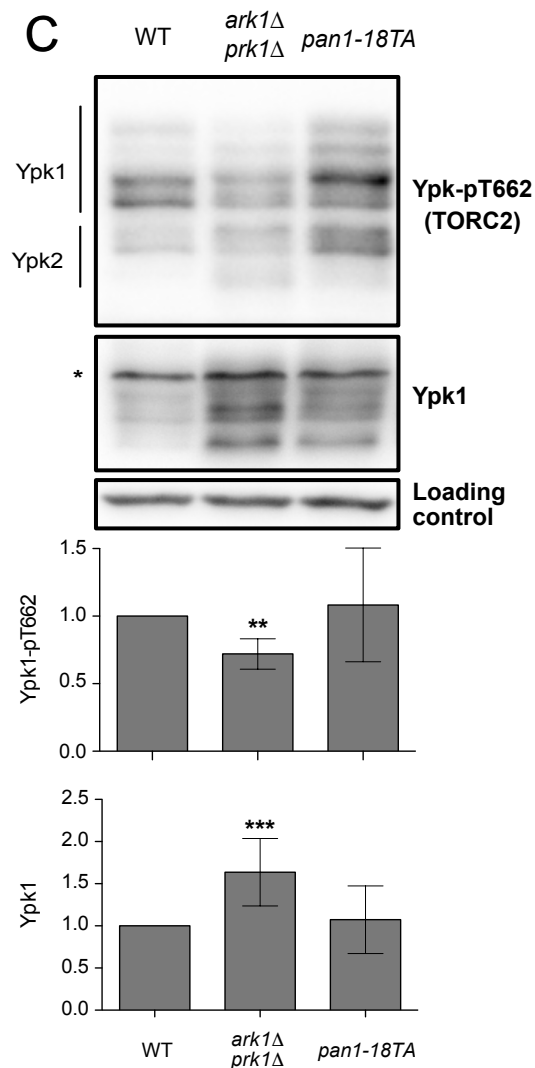 C
WT
ark1Δ
prk1Δ
pan1-18TA
Ypk1
Ypk2
Ypk-pT662
(TORC2)
*
Ypk1
Loading
control
Ypk1-pT662
1.5
1.0
0.5
0.0
**
Ypk1
2.5
2.0
1.5
1.0
0.5
0.0
***
WT
ark1Δ
prk1Δ
pan1-18TA